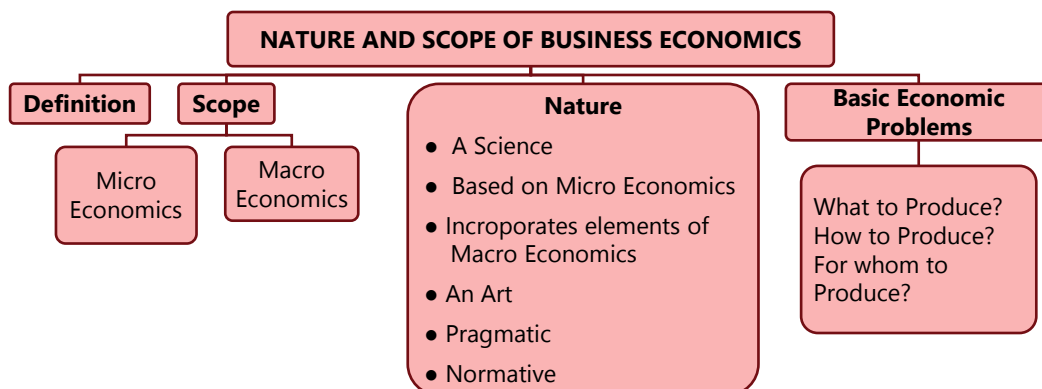 NATURE AND SCOPE OF BUSINESS ECONOMICS
Definition
Scope
Micro
Economics
Macro
Economics
Nature
● A Science
● Based on Micro Economics
● Incroporates elements of
Macro Economics
● An Art
● Pragmatic
● Normative
Basic Economic
Problems
What to Produce?
How to Produce?
For whom to
Produce?